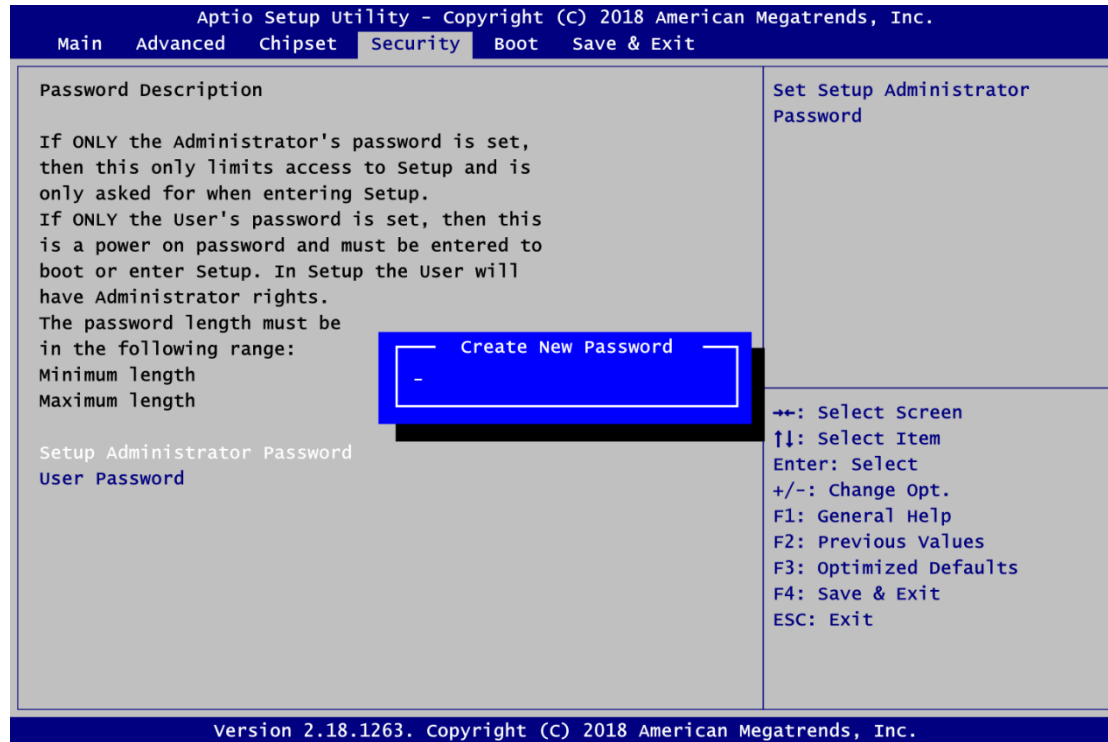 Aptio Setup Utility – Copyright (C) 2018 American Megatrends, Inc.
Main Advanced Chipset Security Boot Save & Exit
Password Description
If ONLY the Administrator's password is set,
then this only limits access to Setup and is
only asked for when entering Setup.
If ONLY the User's password is set, then this
is a power on password and must be entered to
boot or enter Setup. In Setup the User will
have Administrator rights.
The password length must be
in the following range:
Minimum length
Maximum length
Setup Administrator Password
User Password
Create New Password
_
Set Setup Administrator
Password
→←: Select Screen
↑↓: Select Item
Enter: Select
+/-: Change Opt.
F1: General Help
F2: Previous Values
F3: Optimized Defaults
F4: Save & Exit
ESC: Exit
Version 2.18.1263. Copyright (C) 2018 American Megatrends, Inc.